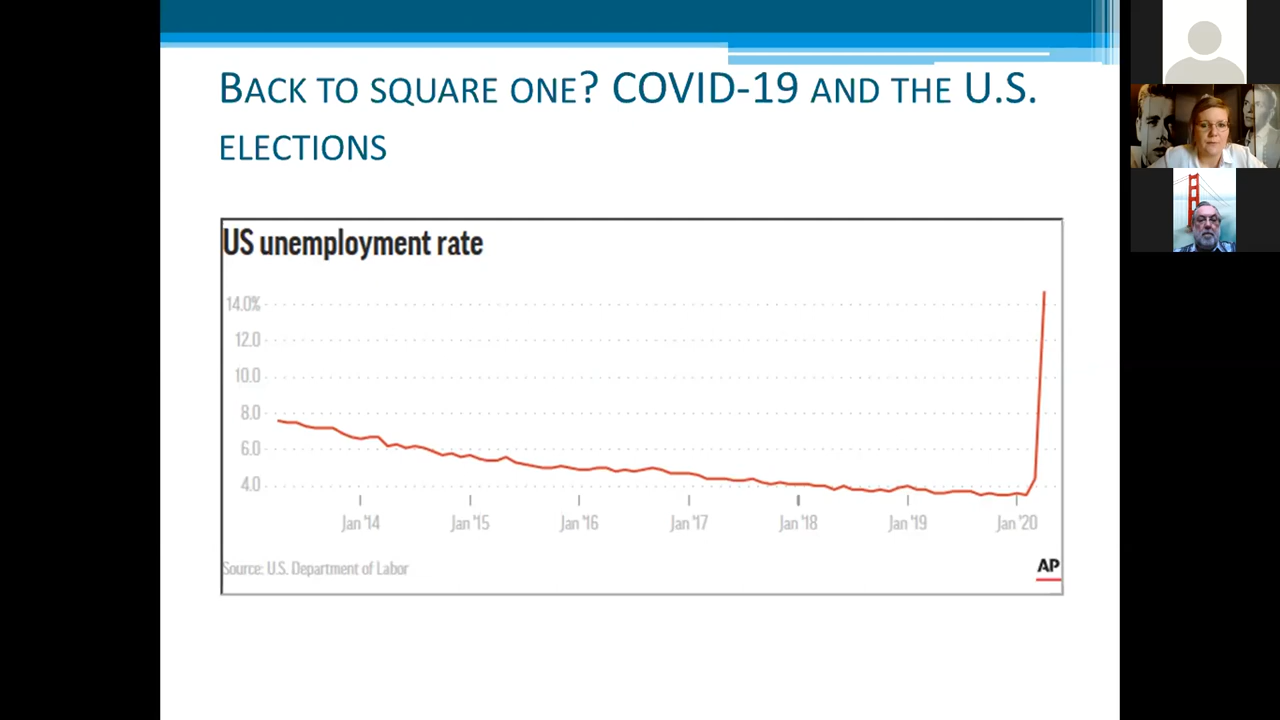 BACK TO SQUARE ONE? COVID-19 AND THE U.S.
ELECTIONS
US unemployment rate
14.0%
12.0
10.0
8.0
6.0
4.0
Jan '14 Jan '15 Jan '16 Jan '17 Jan '18 Jan '19 Jan '20
Source: U.S. Department of Labor
AP